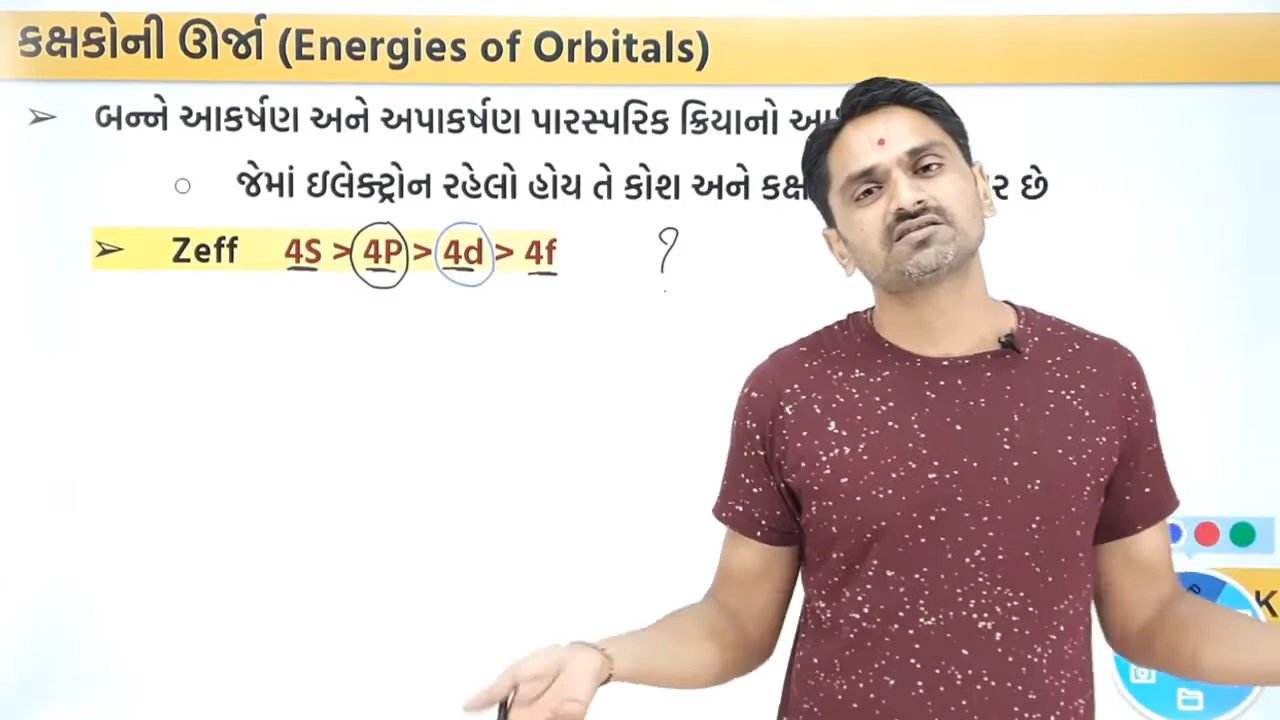 કક્ષકોની ઊર્જા (Energies of Orbitals)
➢ બન્ને આકર્ષણ અને અપાકર્ષણ પારસ્પરિક ક્રિયાનો
○ જેમાં ઇલેક્ટ્રોન રહેલો હોય તે કોશ અને છે
➢ Zeff 4S > 4P > 4d > 4f ?
K